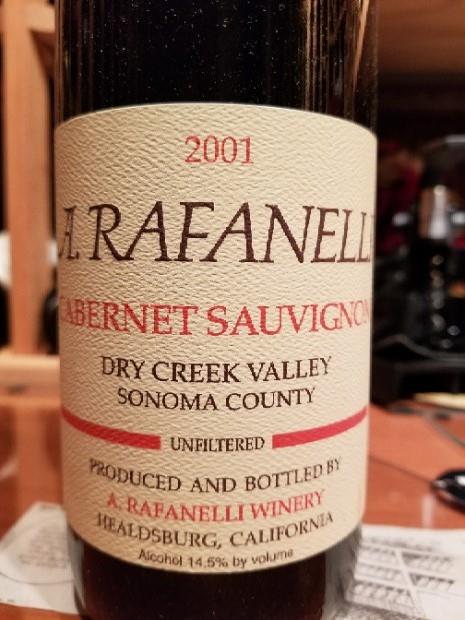 2001
A. RAFANELLI
CABERNET SAUVIGNON
DRY CREEK VALLEY
SONOMA COUNTY
UNFILTERED
PRODUCED AND BOTTLED BY
A. RAFANELLI WINERY
HEALDSBURG, CALIFORNIA
Alcohol 14.5% by volume